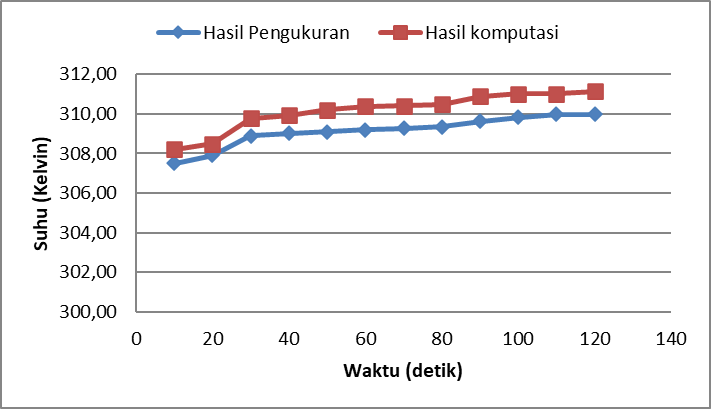 Hasil Pengukuran Hasil komputasi
312,00
310,00
308,00
306,00
304,00
302,00
300,00
Suhu (Kelvin)
0 20 40 60 80 100 120 140
Waktu (detik)